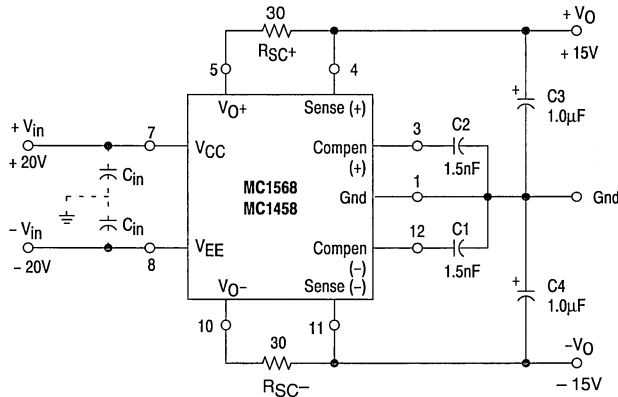 30
+ VO
RSC+
+ 15V
5
4
VO+
Sense (+)
+
C3
1.0µF
+ Vin
+ 20V
7
VCC
Compen
(+)
3
C2
1.5nF
Cin
MC1568
MC1458
Gnd
1
Gnd
Cin
– Vin
– 20V
8
VEE
Compen
(–)
12
C1
1.5nF
VO–
Sense (–)
+
C4
1.0µF
10
11
30
RSC–
–VO
– 15V